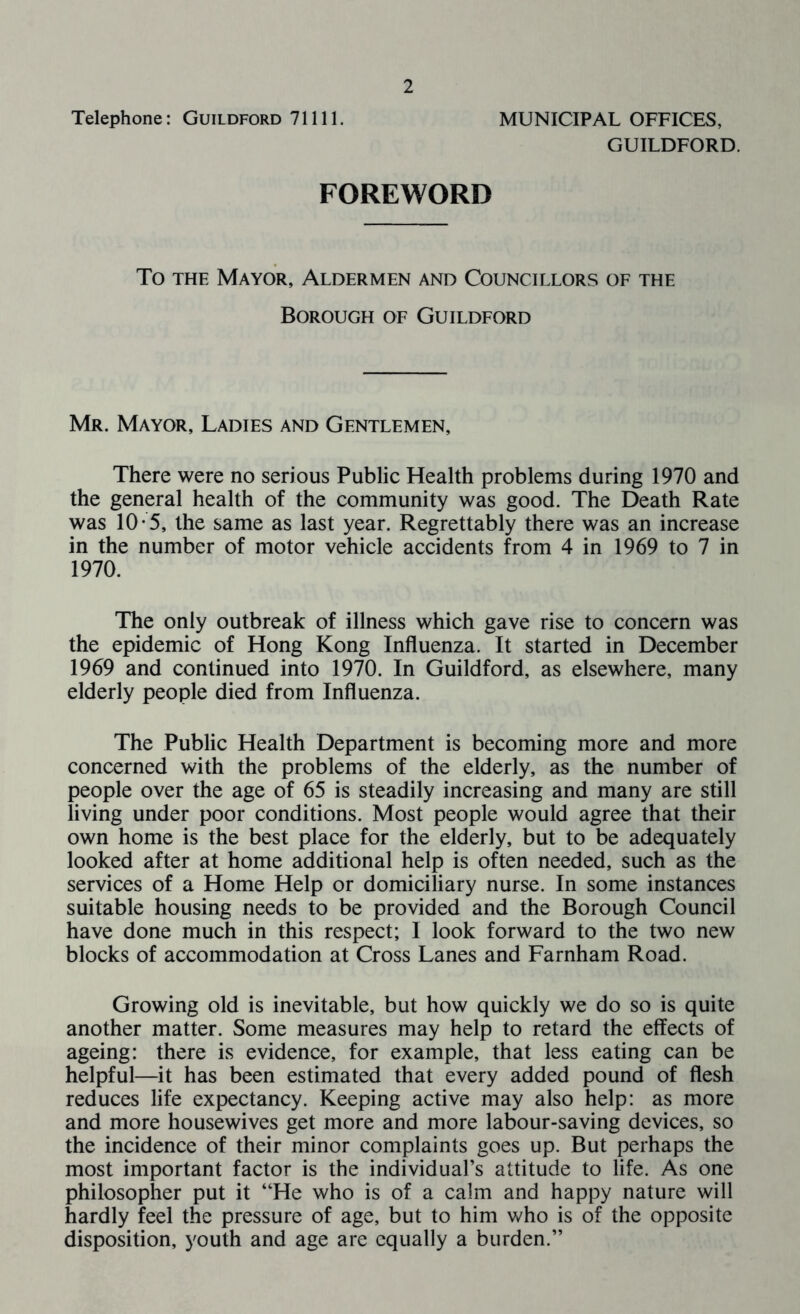 2
Telephone: GUILDFORD 71111. MUNICIPAL OFFICES,
GUILDFORD.
FOREWORD
TO THE MAYOR, ALDERMEN AND COUNCILLORS OF THE
BOROUGH OF GUILDFORD
MR. MAYOR, LADIES AND GENTLEMEN,
There were no serious Public Health problems during 1970 and
the general health of the community was good. The Death Rate
was 10·5, the same as last year. Regrettably there was an increase
in the number of motor vehicle accidents from 4 in 1969 to 7 in
1970.
The only outbreak of illness which gave rise to concern was
the epidemic of Hong Kong Influenza. It started in December
1969 and continued into 1970. In Guildford, as elsewhere, many
elderly people died from Influenza.
The Public Health Department is becoming more and more
concerned with the problems of the elderly, as the number of
people over the age of 65 is steadily increasing and many are still
living under poor conditions. Most people would agree that their
own home is the best place for the elderly, but to be adequately
looked after at home additional help is often needed, such as the
services of a Home Help or domiciliary nurse. In some instances
suitable housing needs to be provided and the Borough Council
have done much in this respect; I look forward to the two new
blocks of accommodation at Cross Lanes and Farnham Road.
Growing old is inevitable, but how quickly we do so is quite
another matter. Some measures may help to retard the effects of
ageing: there is evidence, for example, that less eating can be
helpful—it has been estimated that every added pound of flesh
reduces life expectancy. Keeping active may also help: as more
and more housewives get more and more labour-saving devices, so
the incidence of their minor complaints goes up. But perhaps the
most important factor is the individual's attitude to life. As one
philosopher put it “He who is of a calm and happy nature will
hardly feel the pressure of age, but to him who is of the opposite
disposition, youth and age are equally a burden.”